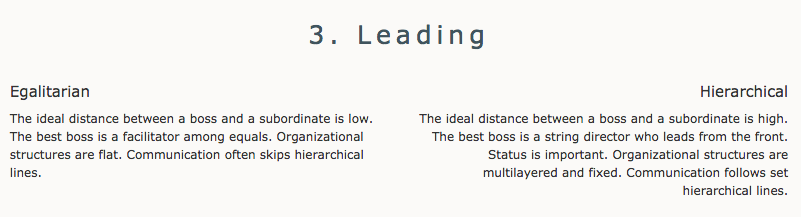 3. Leading
Egalitarian
The ideal distance between a boss and a subordinate is low.
The best boss is a facilitator among equals. Organizational
structures are flat. Communication often skips hierarchical
lines.
Hierarchical
The ideal distance between a boss and a subordinate is high.
The best boss is a string director who leads from the front.
Status is important. Organizational structures are
multilayered and fixed. Communication follows set
hierarchical lines.